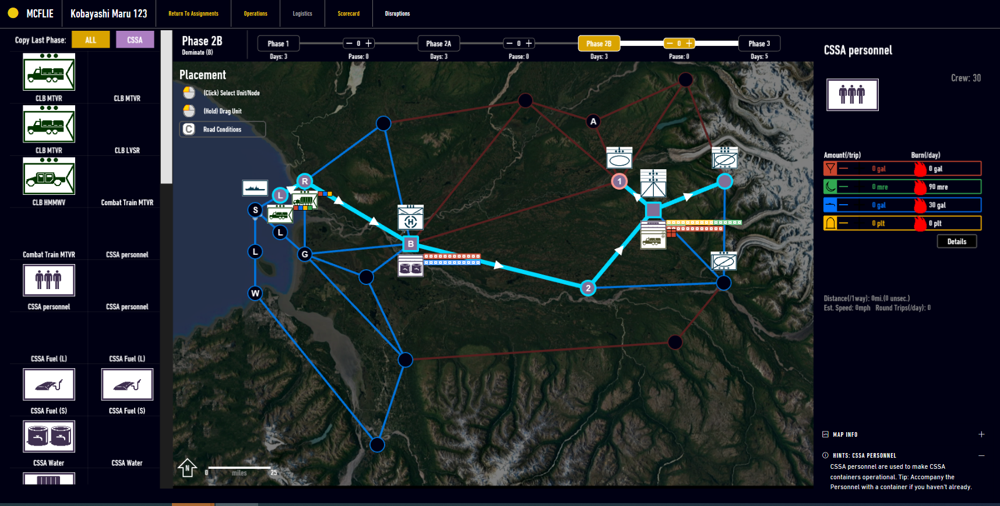 MCFLIE
Kobayashi Maru 123
Return To Assignments
Operations
Logistics
Scorecard
Disruptions
Copy Last Phase:
ALL
CSSA
CLB MTVR
CLB MTVR
CLB MTVR
CLB LVSR
CLB HMMWV
Combat Train MTVR
Combat Train MTVR
CSSA personnel
CSSA personnel
CSSA personnel
CSSA Fuel (L)
CSSA Fuel (L)
CSSA Fuel (S)
CSSA Fuel (S)
CSSA Water
CSSA Water
Phase 2B
Dominate (B)
Phase 1
Days: 3
0
Pause: 0
Phase 2A
Days: 3
0
Pause: 0
Phase 2B
Days: 3
0
Pause: 0
Phase 3
Days: 5
Placement
(Click) Select Unit/Node
(Hold) Drag Unit
C
Road Conditions
A
1
R
L
S
H
L
B
W
L
G
2
N
0
miles
25
CSSA personnel
Crew: 30
Amount(/trip)
Burn(/day)
0 gal
0 gal
0 mre
90 mre
0 gal
30 gal
0 plt
0 plt
Details
Distance(/1way): 0mi.(0 unsec.)
Est. Speed: 0mph Round Trips(/day): 0
MAP INFO
HINTS: CSSA PERSONNEL
CSSA personnel are used to make CSSA
containers operational. Tip: Accompany the
Personnel with a container if you haven't already.